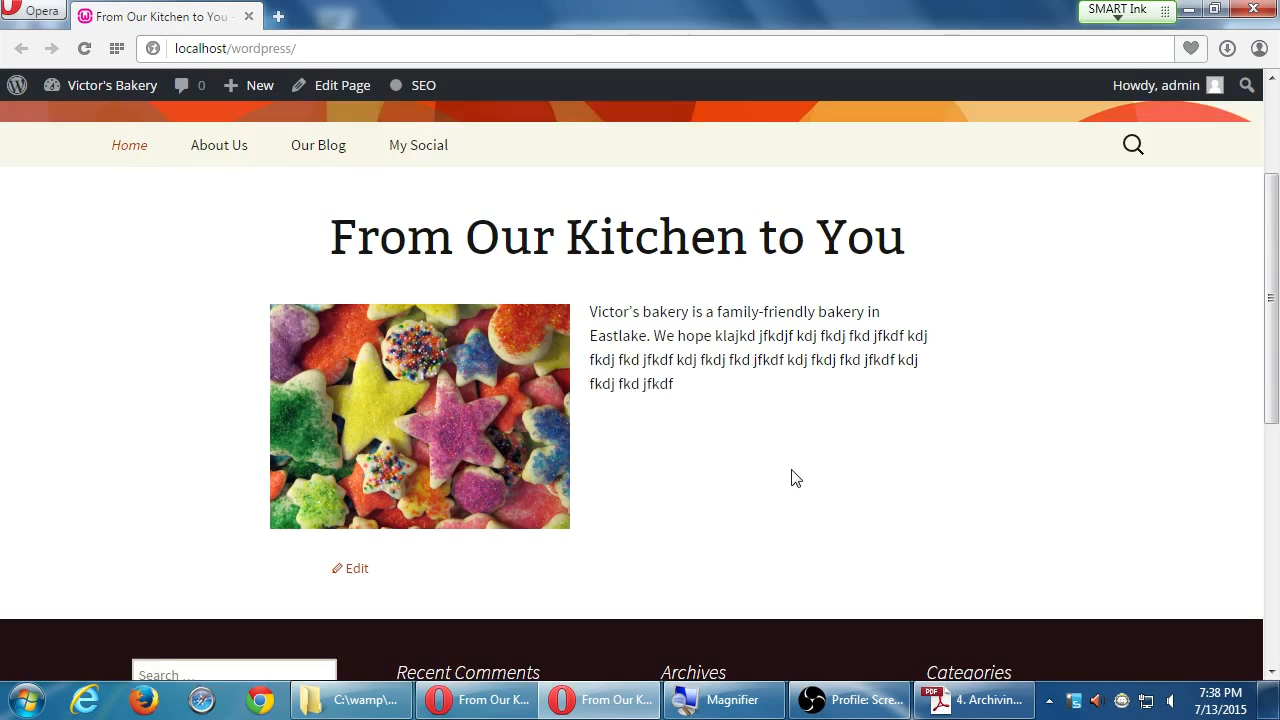 Opera
From Our Kitchen to You -
SMART Ink
localhost/wordpress/
Victor's Bakery 0 New Edit Page SEO Howdy, admin
Home About Us Our Blog My Social
From Our Kitchen to You
Victor's bakery is a family-friendly bakery in
Eastlake. We hope klajkd jfkdjf kdj fkdj fkd jfkdf kdj
fkdj fkd jfkdf kdj fkdj fkd jfkdf kdj fkdj fkd jfkdf kdj
fkdj fkd jfkdf
Edit
Search …
Recent Comments
Archives
Categories
C:\wamp\...
From Our K...
From Our K...
Magnifier
Profile: Scre...
PDF
4. Archivin...
7:38 PM
7/13/2015